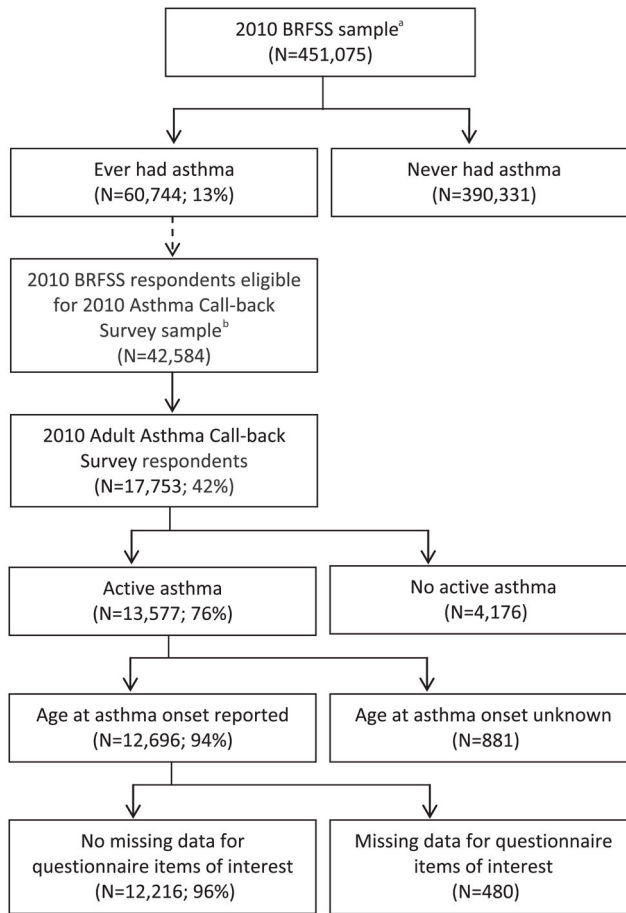 2010 BRFSS sampleᵃ
(N=451,075)
Ever had asthma
(N=60,744; 13%)
Never had asthma
(N=390,331)
2010 BRFSS respondents eligible
for 2010 Asthma Call-back
Survey sampleᵇ
(N=42,584)
2010 Adult Asthma Call-back
Survey respondents
(N=17,753; 42%)
Active asthma
(N=13,577; 76%)
No active asthma
(N=4,176)
Age at asthma onset reported
(N=12,696; 94%)
Age at asthma onset unknown
(N=881)
No missing data for
questionnaire items of interest
(N=12,216; 96%)
Missing data for questionnaire
items of interest
(N=480)